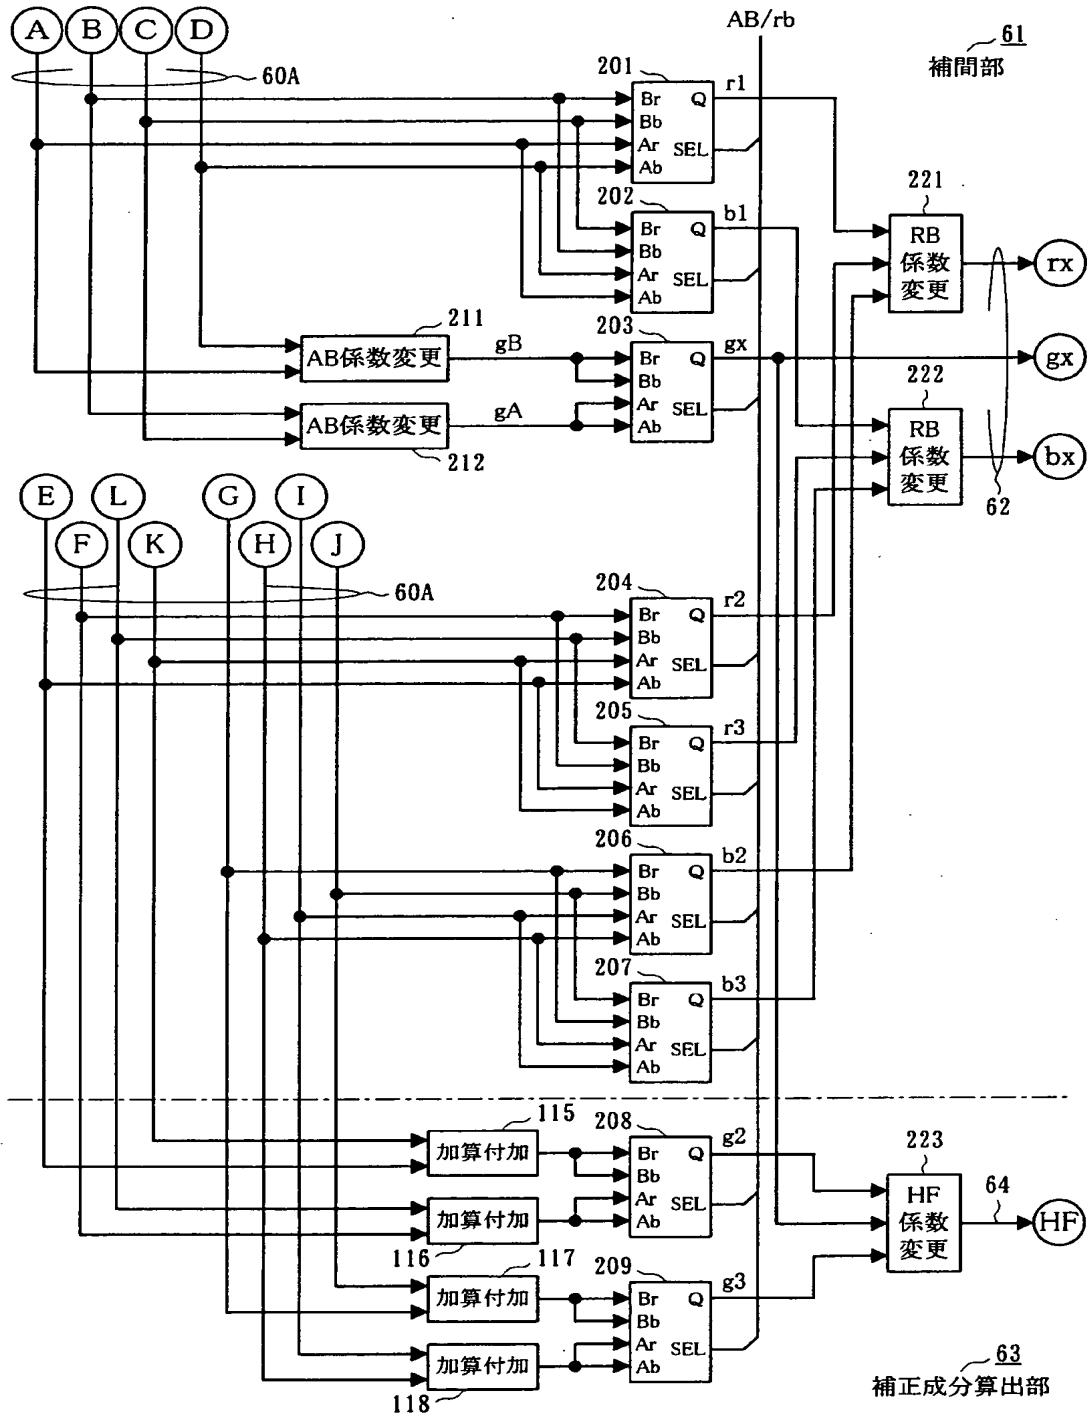 A B C D
AB/rb
61
補間部
60A
201
Br Q r1
Bb
Ar SEL
Ab
202
Br Q b1
Bb
Ar SEL
Ab
221
RB
係数
変更
rx
211
AB係数変更
gB
203
Br Q gx
Bb
Ar SEL
Ab
gx
AB係数変更
gA
212
222
RB
係数
変更
bx
62
E L G I
F K H J
60A
204
Br Q r2
Bb
Ar SEL
Ab
205
Br Q r3
Bb
Ar SEL
Ab
206
Br Q b2
Bb
Ar SEL
Ab
207
Br Q b3
Bb
Ar SEL
Ab
115
加算付加
208
Br Q g2
Bb
Ar SEL
Ab
加算付加
116
223
HF
係数
変更
64
HF
117
加算付加
209
Br Q g3
Bb
Ar SEL
Ab
加算付加
118
63
補正成分算出部